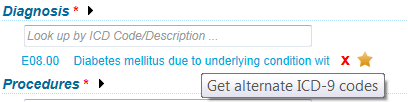 Diagnosis *
Look up by ICD Code/Description ...
E08.00 Diabetes mellitus due to underlying condition wit X
Get alternate ICD-9 codes
Procedures *